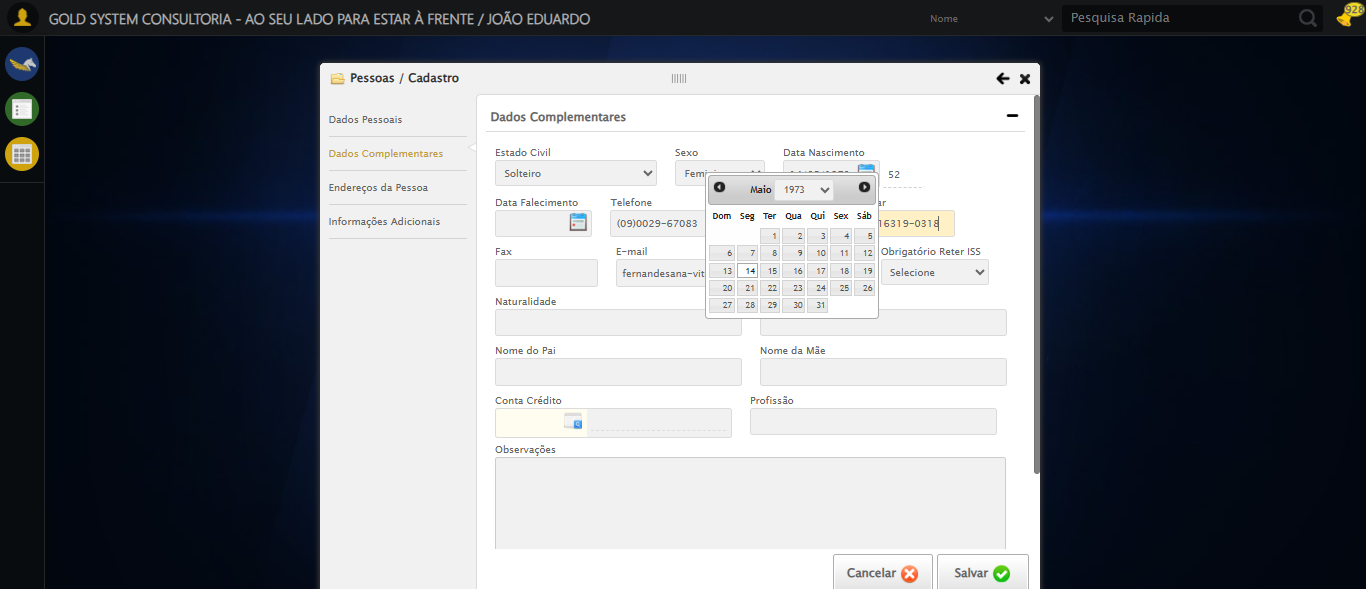 GOLD SYSTEM CONSULTORIA - AO SEU LADO PARA ESTAR À FRENTE / JOÃO EDUARDO
Nome
Pesquisa Rapida
928
Pessoas / Cadastro
Dados Pessoais
Dados Complementares
Endereços da Pessoa
Informações Adicionais
Dados Complementares
Estado Civil Sexo Data Nascimento
Solteiro 52
Data Falecimento Telefone
(09)0029-67083 16319-0318
Maio 1973
Dom Seg Ter Qua Qui Sex Sáb
1 2 3 4 5
6 7 8 9 10 11 12
13 14 15 16 17 18 19
20 21 22 23 24 25 26
27 28 29 30 31
Fax E-mail Obrigatório Reter ISS
fernandesana-vit Selecione
Naturalidade
Nome do Pai Nome da Mãe
Conta Crédito Profissão
Observações
Cancelar Salvar